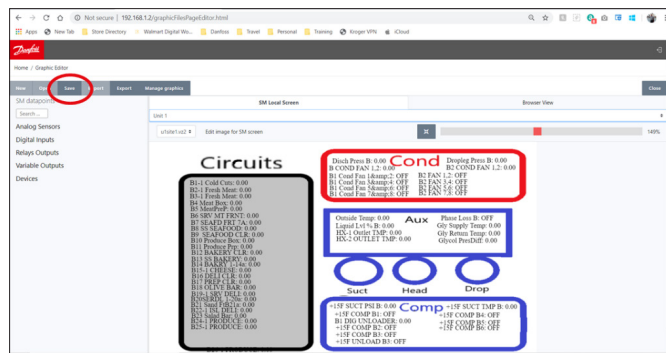 Not secure | 192.168.1.2/graphicFilesPageEditor.html
Apps New Tab Store Directory Walmart Digital Wo... Danfoss Travel Personal Training Kroger VPN iCloud
Danfoss
Home / Graphic Editor
New Open Save Import Export Manage graphics Close
SM datapoints SM Local Screen Browser View
Search... Unit 1
Analog Sensors
Edit image for SM screen 149%
Digital Inputs
Relays Outputs
Variable Outputs
Devices
Circuits
B1-1 Cold Cuts: 0.00
B2-1 Fresh Meat: 0.00
B3-1 Fresh Meat: 0.00
B4 Meat Box: 0.00
B5 MeatPreP: 0.00
B6 SRV MT FRNT: 0.00
B7 SEAFD FRT 7A: 0.00
B8 SS SEAFOOD: 0.00
B9 SEAFOOD CLR: 0.00
B10 Produce Box: 0.00
B11 Produce Prp: 0.00
B12 BAKERY CLR: 0.00
B13 SS BAKERY: 0.00
B14 BAKRY 1-14a: 0.00
B15-1 CHEESE: 0.00
B16 DELI CLR: 0.00
B17 PREP CLR: 0.00
B18 OLIVE BAR: 0.00
B19-1 SRV DELI: 0.00
B20SERDL 1-20s: 0.00
B21 Sand FtB21s: 0.00
B22-1 ISL DELI: 0.00
B23 Salad Bar: 0.00
B24-1 PRODUCE: 0.00
B25-1 PRODUCE: 0.00
Cond
Disch Press B: 0.00 Dropleg Press B: 0.00
B COND FAN 1,2: 0.00 B2 COND FAN 1,2: 0.00
B1 Cond Fan 1&amp;2: OFF B2 FAN 1,2: OFF
B1 Cond Fan 3&amp;4: OFF B2 FAN 3,4: OFF
B1 Cond Fan 5&amp;6: OFF B2 FAN 5,6: OFF
B1 Cond Fan 7&amp;8: OFF B2 FAN 7,8: OFF
Aux
Outside Temp: 0.00 Phase Loss B: OFF
Liquid Lvl % B: 0.00 Gly Supply Temp: 0.00
HX-1 Outlet TMP: 0.00 Gly Return Temp: 0.00
HX-2 OUTLET TMP: 0.00 Glycol PresDiff: 0.00
Suct Head Drop
Comp
+15F SUCT PSI B: 0.00 +15F SUCT TMP B: 0.00
+15F COMP B1: OFF +15F COMP B4: OFF
B1 DIG UNLOADER: 0.00 +15F COMP B5: OFF
+15F COMP B2: OFF +15F COMP B6: OFF
+15F COMP B3: OFF
+15F UNLOAD B3: OFF